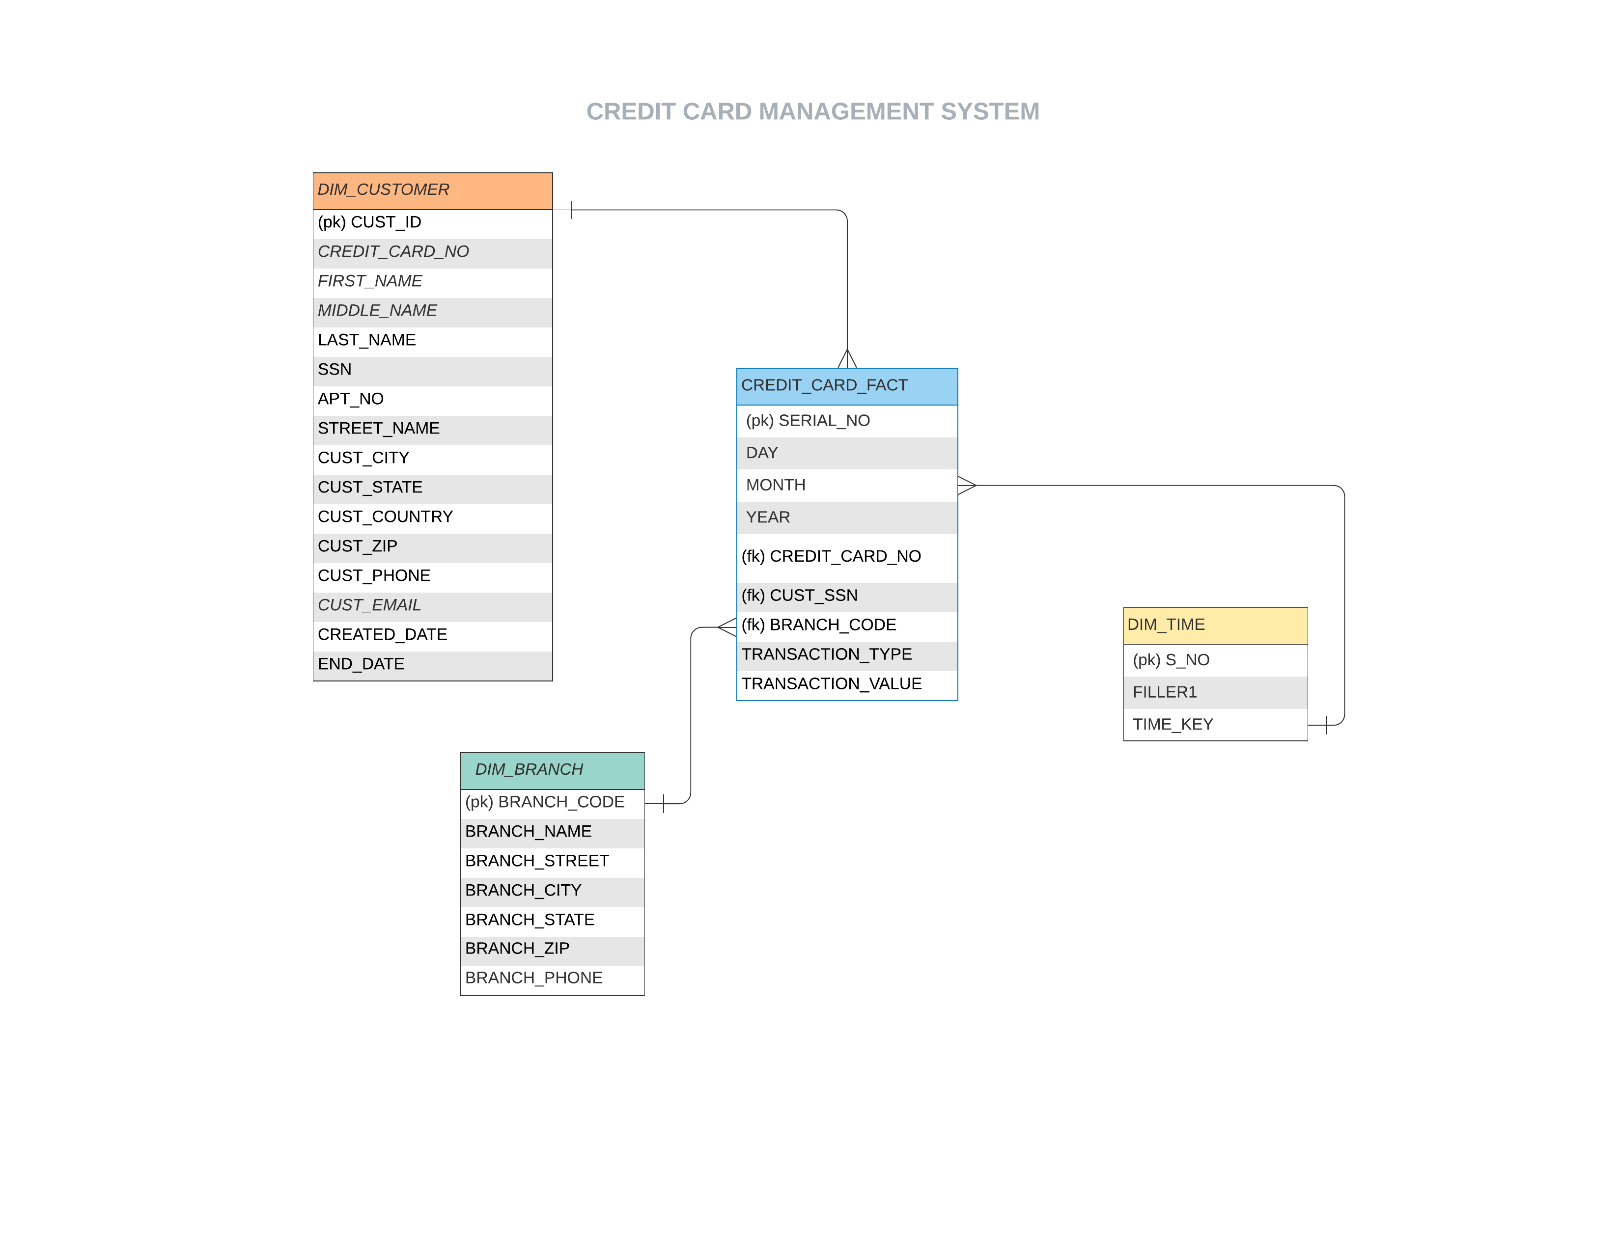 CREDIT CARD MANAGEMENT SYSTEM
DIM_CUSTOMER
(pk) CUST_ID
CREDIT_CARD_NO
FIRST_NAME
MIDDLE_NAME
LAST_NAME
SSN
APT_NO
STREET_NAME
CUST_CITY
CUST_STATE
CUST_COUNTRY
CUST_ZIP
CUST_PHONE
CUST_EMAIL
CREATED_DATE
END_DATE
CREDIT_CARD_FACT
(pk) SERIAL_NO
DAY
MONTH
YEAR
(fk) CREDIT_CARD_NO
(fk) CUST_SSN
(fk) BRANCH_CODE
TRANSACTION_TYPE
TRANSACTION_VALUE
DIM_TIME
(pk) S_NO
FILLER1
TIME_KEY
DIM_BRANCH
(pk) BRANCH_CODE
BRANCH_NAME
BRANCH_STREET
BRANCH_CITY
BRANCH_STATE
BRANCH_ZIP
BRANCH_PHONE